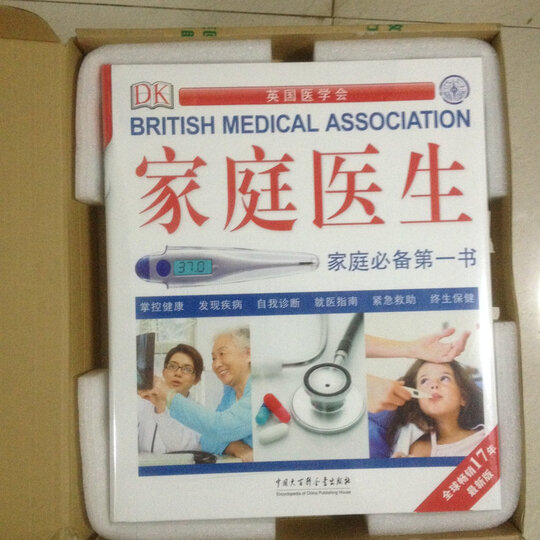 DK
英国医学会
BRITISH MEDICAL ASSOCIATION
家庭医生
37.0
家庭必备第一书
掌控健康 发现疾病 自我诊断 就医指南 紧急救助 终生保健
全球畅销17年
最新版
中国大百科全书出版社
Encyclopedia of China Publishing House